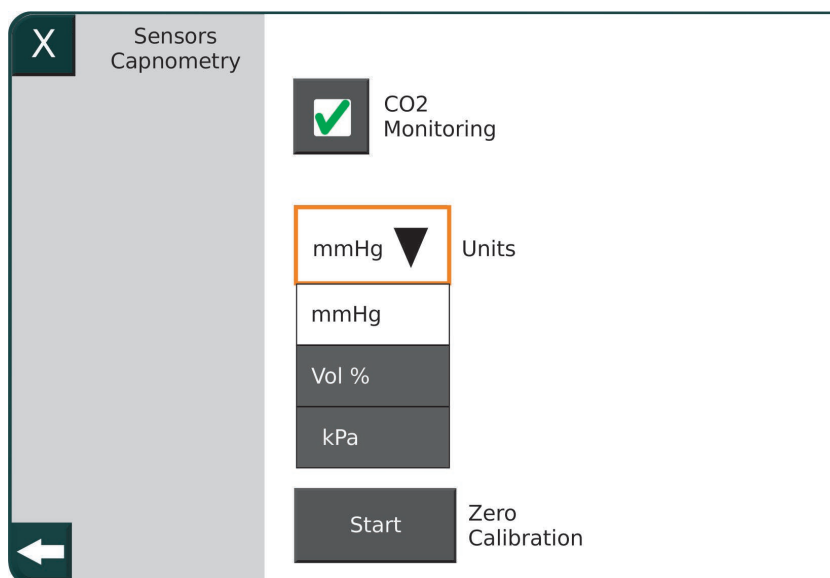 X
Sensors
Capnometry
CO2
Monitoring
mmHg
Units
mmHg
Vol %
kPa
Start
Zero
Calibration